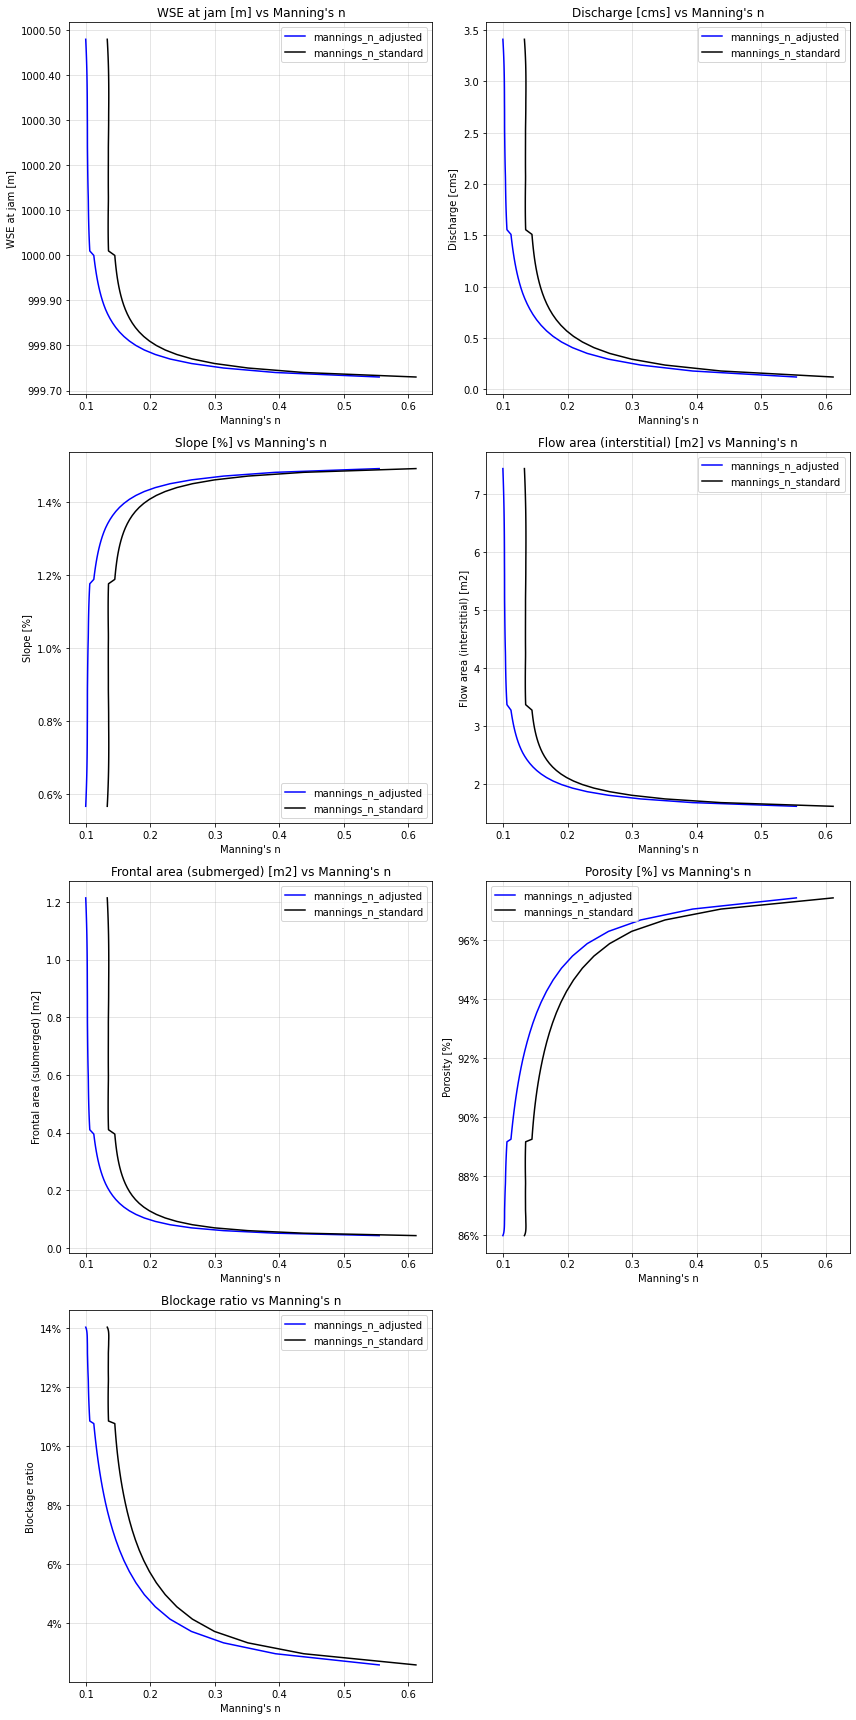 WSE at jam [m] vs Manning's n
WSE at jam [m]
1000.50
1000.40
1000.30
1000.20
1000.10
1000.00
999.90
999.80
999.70
0.1 0.2 0.3 0.4 0.5 0.6
Manning's n
mannings_n_adjusted
mannings_n_standard
Discharge [cms] vs Manning's n
Discharge [cms]
3.5
3.0
2.5
2.0
1.5
1.0
0.5
0.0
0.1 0.2 0.3 0.4 0.5 0.6
Manning's n
mannings_n_adjusted
mannings_n_standard
Slope [%] vs Manning's n
Slope [%]
1.4%
1.2%
1.0%
0.8%
0.6%
0.1 0.2 0.3 0.4 0.5 0.6
Manning's n
mannings_n_adjusted
mannings_n_standard
Flow area (interstitial) [m2] vs Manning's n
Flow area (interstitial) [m2]
7
6
5
4
3
2
0.1 0.2 0.3 0.4 0.5 0.6
Manning's n
mannings_n_adjusted
mannings_n_standard
Frontal area (submerged) [m2] vs Manning's n
Frontal area (submerged) [m2]
1.2
1.0
0.8
0.6
0.4
0.2
0.0
0.1 0.2 0.3 0.4 0.5 0.6
Manning's n
mannings_n_adjusted
mannings_n_standard
Porosity [%] vs Manning's n
Porosity [%]
96%
94%
92%
90%
88%
86%
0.1 0.2 0.3 0.4 0.5 0.6
Manning's n
mannings_n_adjusted
mannings_n_standard
Blockage ratio vs Manning's n
Blockage ratio
14%
12%
10%
8%
6%
4%
0.1 0.2 0.3 0.4 0.5 0.6
Manning's n
mannings_n_adjusted
mannings_n_standard